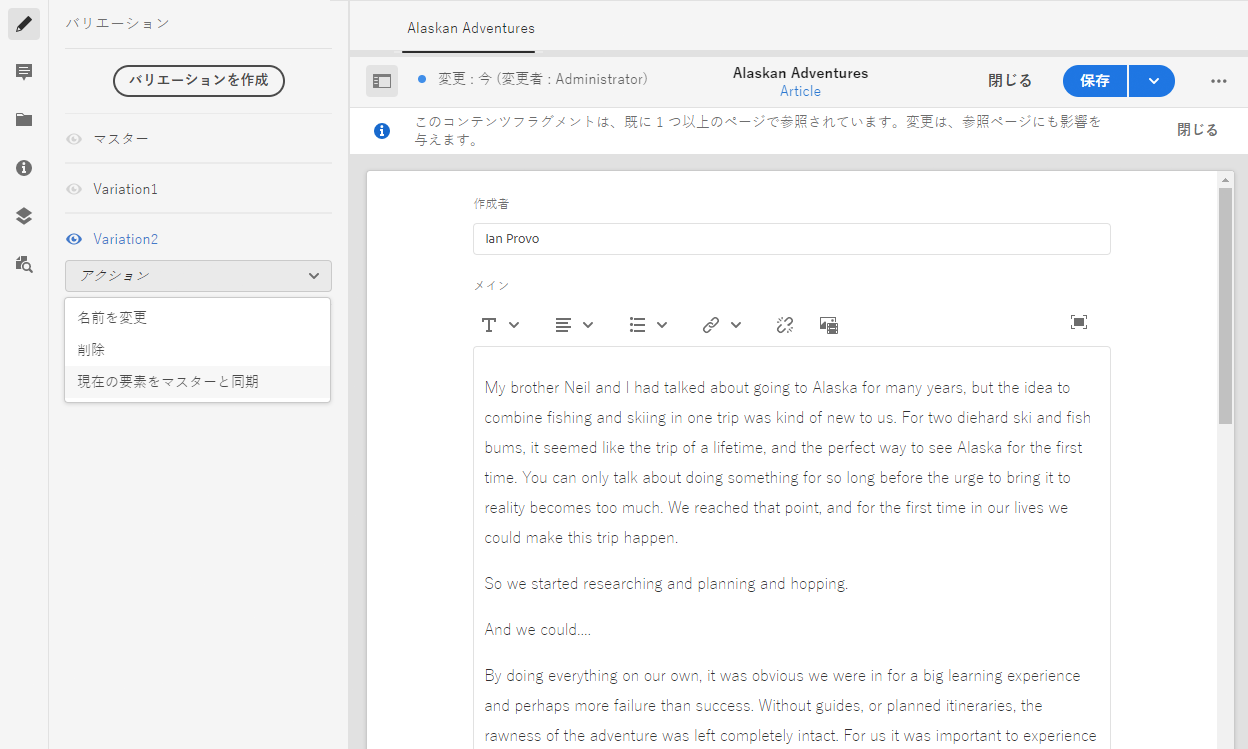 バリエーション
バリエーションを作成
マスター
Variation1
Variation2
アクション
名前を変更
削除
現在の要素をマスターと同期
Alaskan Adventures
変更 : 今 (変更者 : Administrator)
Alaskan Adventures
Article
閉じる
保存
このコンテンツフラグメントは、既に 1 つ以上のページで参照されています。変更は、参照ページにも影響を
与えます。
閉じる
作成者
Ian Provo
メイン
My brother Neil and I had talked about going to Alaska for many years, but the idea to
combine fishing and skiing in one trip was kind of new to us. For two diehard ski and fish
bums, it seemed like the trip of a lifetime, and the perfect way to see Alaska for the first
time. You can only talk about doing something for so long before the urge to bring it to
reality becomes too much. We reached that point, and for the first time in our lives we
could make this trip happen.
So we started researching and planning and hopping.
And we could....
By doing everything on our own, it was obvious we were in for a big learning experience
and perhaps more failure than success. Without guides, or planned itineraries, the
rawness of the adventure was left completely intact. For us it was important to experience